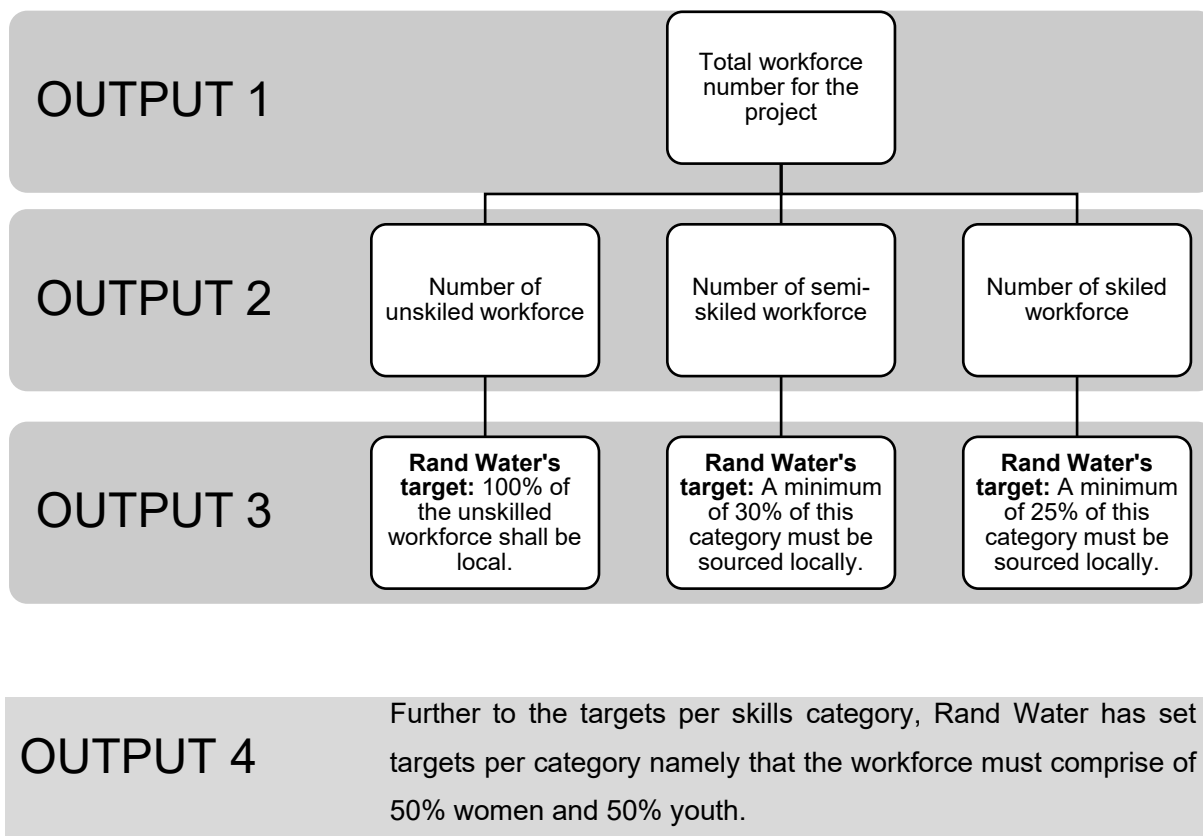 OUTPUT 1
Total workforce
number for the
project
OUTPUT 2
Number of
unskiled workforce
Number of semi-
skiled workforce
Number of skiled
workforce
OUTPUT 3
Rand Water's
target: 100% of
the unskilled
workforce shall be
local.
Rand Water's
target: A minimum
of 30% of this
category must be
sourced locally.
Rand Water's
target: A minimum
of 25% of this
category must be
sourced locally.
OUTPUT 4
Further to the targets per skills category, Rand Water has set
targets per category namely that the workforce must comprise of
50% women and 50% youth.